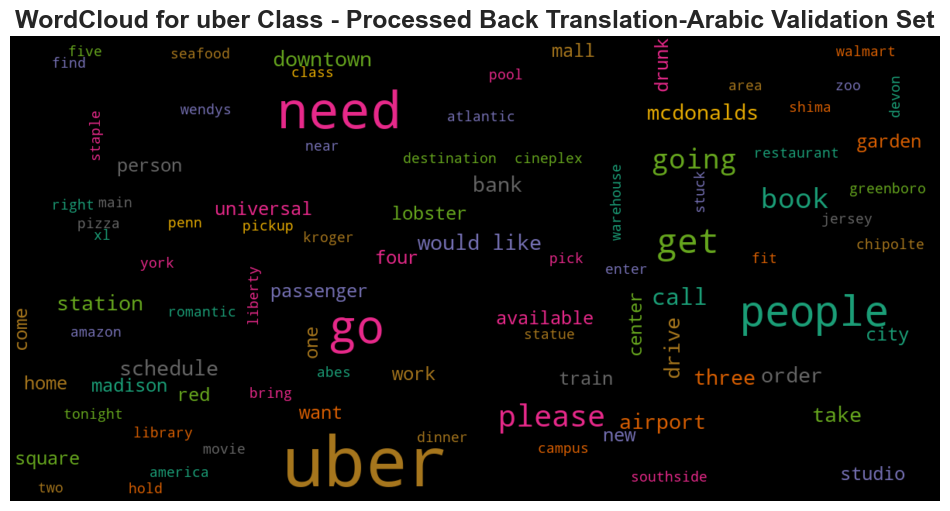 WordCloud for uber Class - Processed Back Translation-Arabic Validation Set
five
find
seafood
downtown
class
mall
drunk
walmart
pool
area
zoo
devon
wendys
need
atlantic
mcdonalds
shima
staple
near
garden
person
destination
cineplex
going
restaurant
bank
warehouse
stuck
book
greenboro
right
main
universal
lobster
jersey
pizza
xl
penn
pickup
kroger
would like
get
chipolte
four
pick
fit
york
enter
liberty
passenger
station
romantic
call
people
come
amazon
go
available
statue
center
city
one
drive
schedule
abes
work
train
three
order
home
madison
red
bring
tonight
want
please
airport
take
library
dinner
new
movie
uber
campus
square
america
southside
studio
two
hold